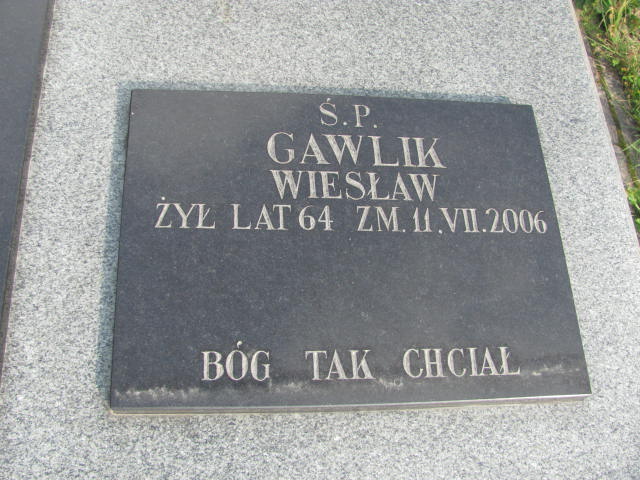 Ś.P.
GAWLIK
WIESŁAW
ŻYŁ LAT 64 ZM. 11.VII.2006
BÓG TAK CHCIAŁ